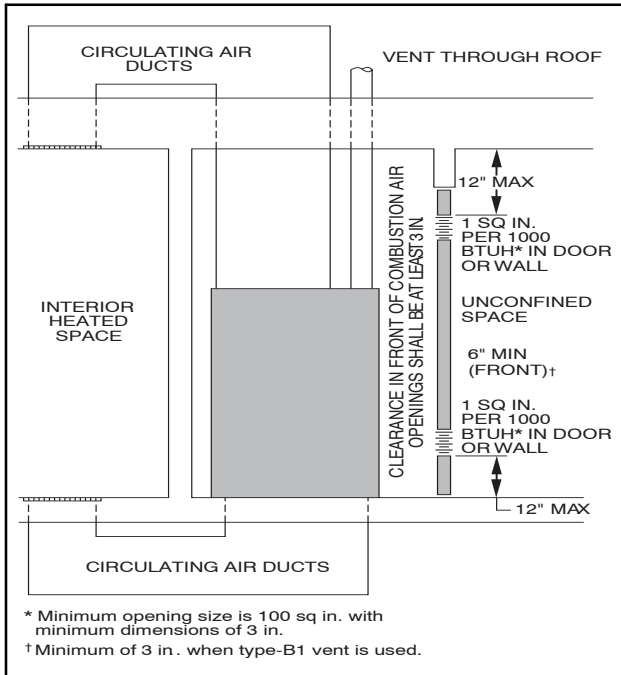 CIRCULATING AIR
DUCTS
VENT THROUGH ROOF
12" MAX
1 SQ IN.
PER 1000
BTUH* IN DOOR
OR WALL
CLEARANCE IN FRONT OF COMBUSTION AIR
OPENINGS SHALL BE AT LEAST 3 IN.
INTERIOR
HEATED
SPACE
UNCONFINED
SPACE
6" MIN
(FRONT)†
1 SQ IN.
PER 1000
BTUH* IN DOOR
OR WALL
12" MAX
CIRCULATING AIR DUCTS
* Minimum opening size is 100 sq in. with
minimum dimensions of 3 in.
† Minimum of 3 in. when type-B1 vent is used.